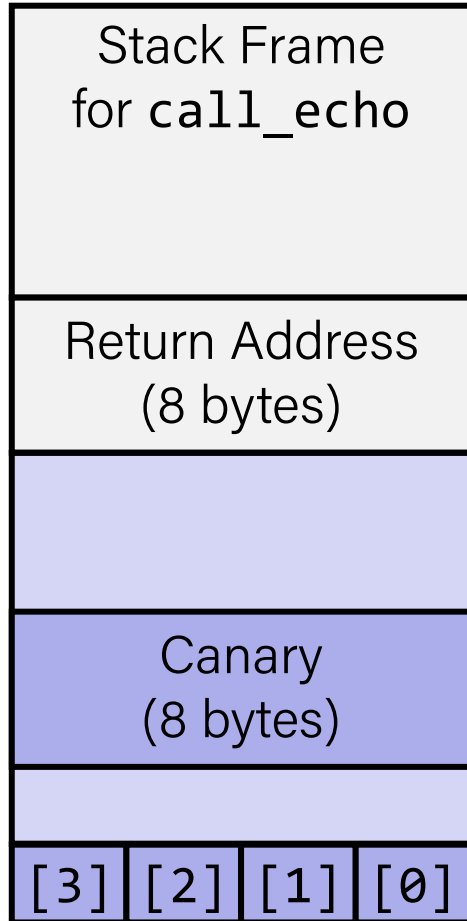 Stack Frame
for call_echo
Return Address
(8 bytes)
Canary
(8 bytes)
[3] [2] [1] [0]